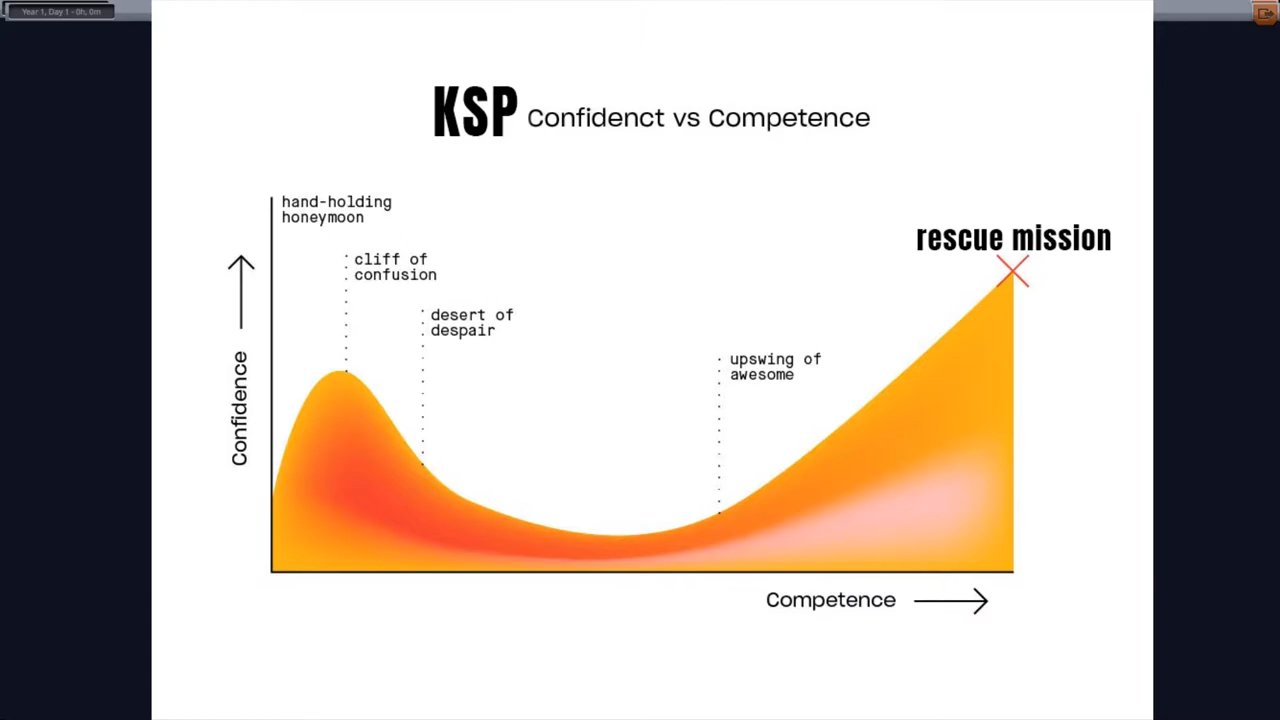 Year 1, Day 1 - 0h, 0m
KSP Confidenct vs Competence
hand-holding
honeymoon
cliff of
confusion
desert of
despair
upswing of
awesome
rescue mission
Confidence
Competence